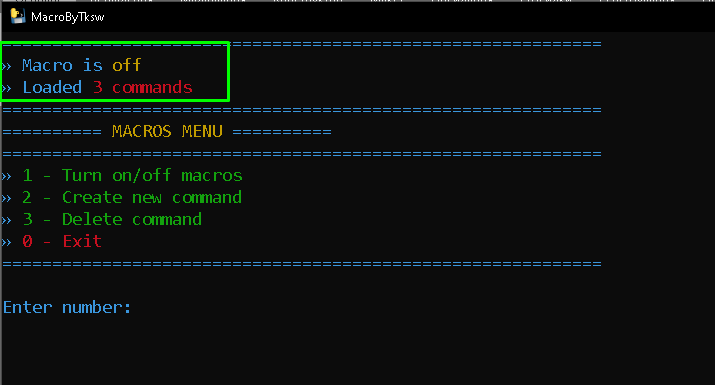 MacroByTksw
============================================================
» Macro is off
» Loaded 3 commands
============================================================
========== MACROS MENU ==========
============================================================
» 1 - Turn on/off macros
» 2 - Create new command
» 3 - Delete command
» 0 - Exit
============================================================
Enter number: